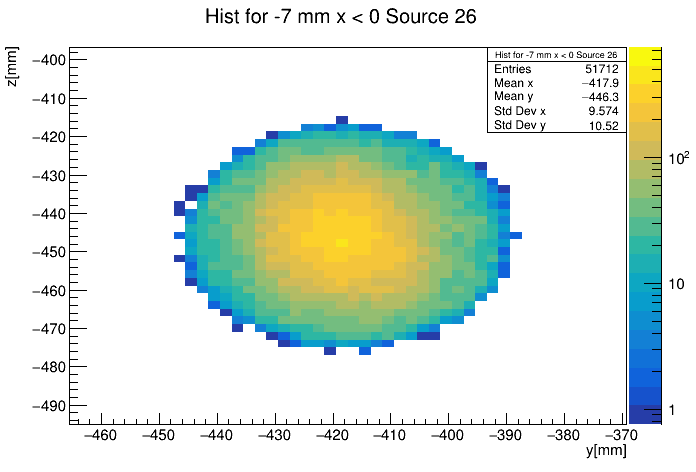 Hist for -7 mm x < 0 Source 26
z[mm]
Hist for -7 mm x < 0 Source 26
Entries 51712
Mean x −417.9
Mean y −446.3
Std Dev x 9.574
Std Dev y 10.52
−400
−410
−420
−430
−440
−450
−460
−470
−480
−490
10²
10
1
−460 −450 −440 −430 −420 −410 −400 −390 −380 −370
y[mm]